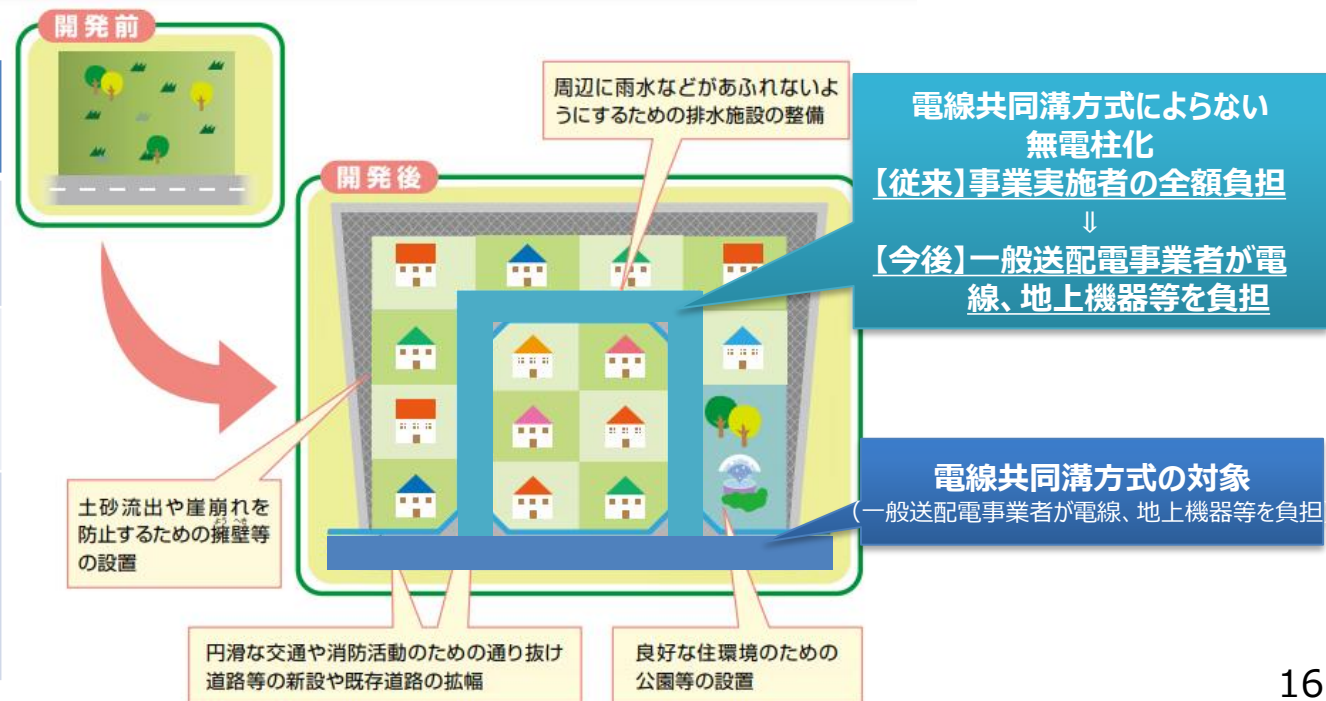 開発前
周辺に雨水などがあふれないよ
うにするための排水施設の整備
電線共同溝方式によらない
無電柱化
【従来】事業実施者の全額負担
⇓
【今後】一般送配電事業者が電
線、地上機器等を負担
開発後
電線共同溝方式の対象
(一般送配電事業者が電線、地上機器等を負担
土砂流出や崖崩れを
防止するための擁壁等
よう へき
の設置
円滑な交通や消防活動のための通り抜け
道路等の新設や既存道路の拡幅
良好な住環境のための
公園等の設置
16